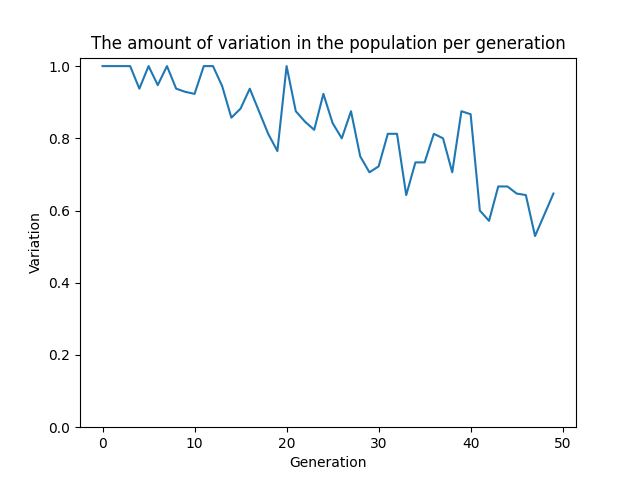 The amount of variation in the population per generation
1.0
0.8
0.6
0.4
0.2
0.0
Variation
0 10 20 30 40 50
Generation